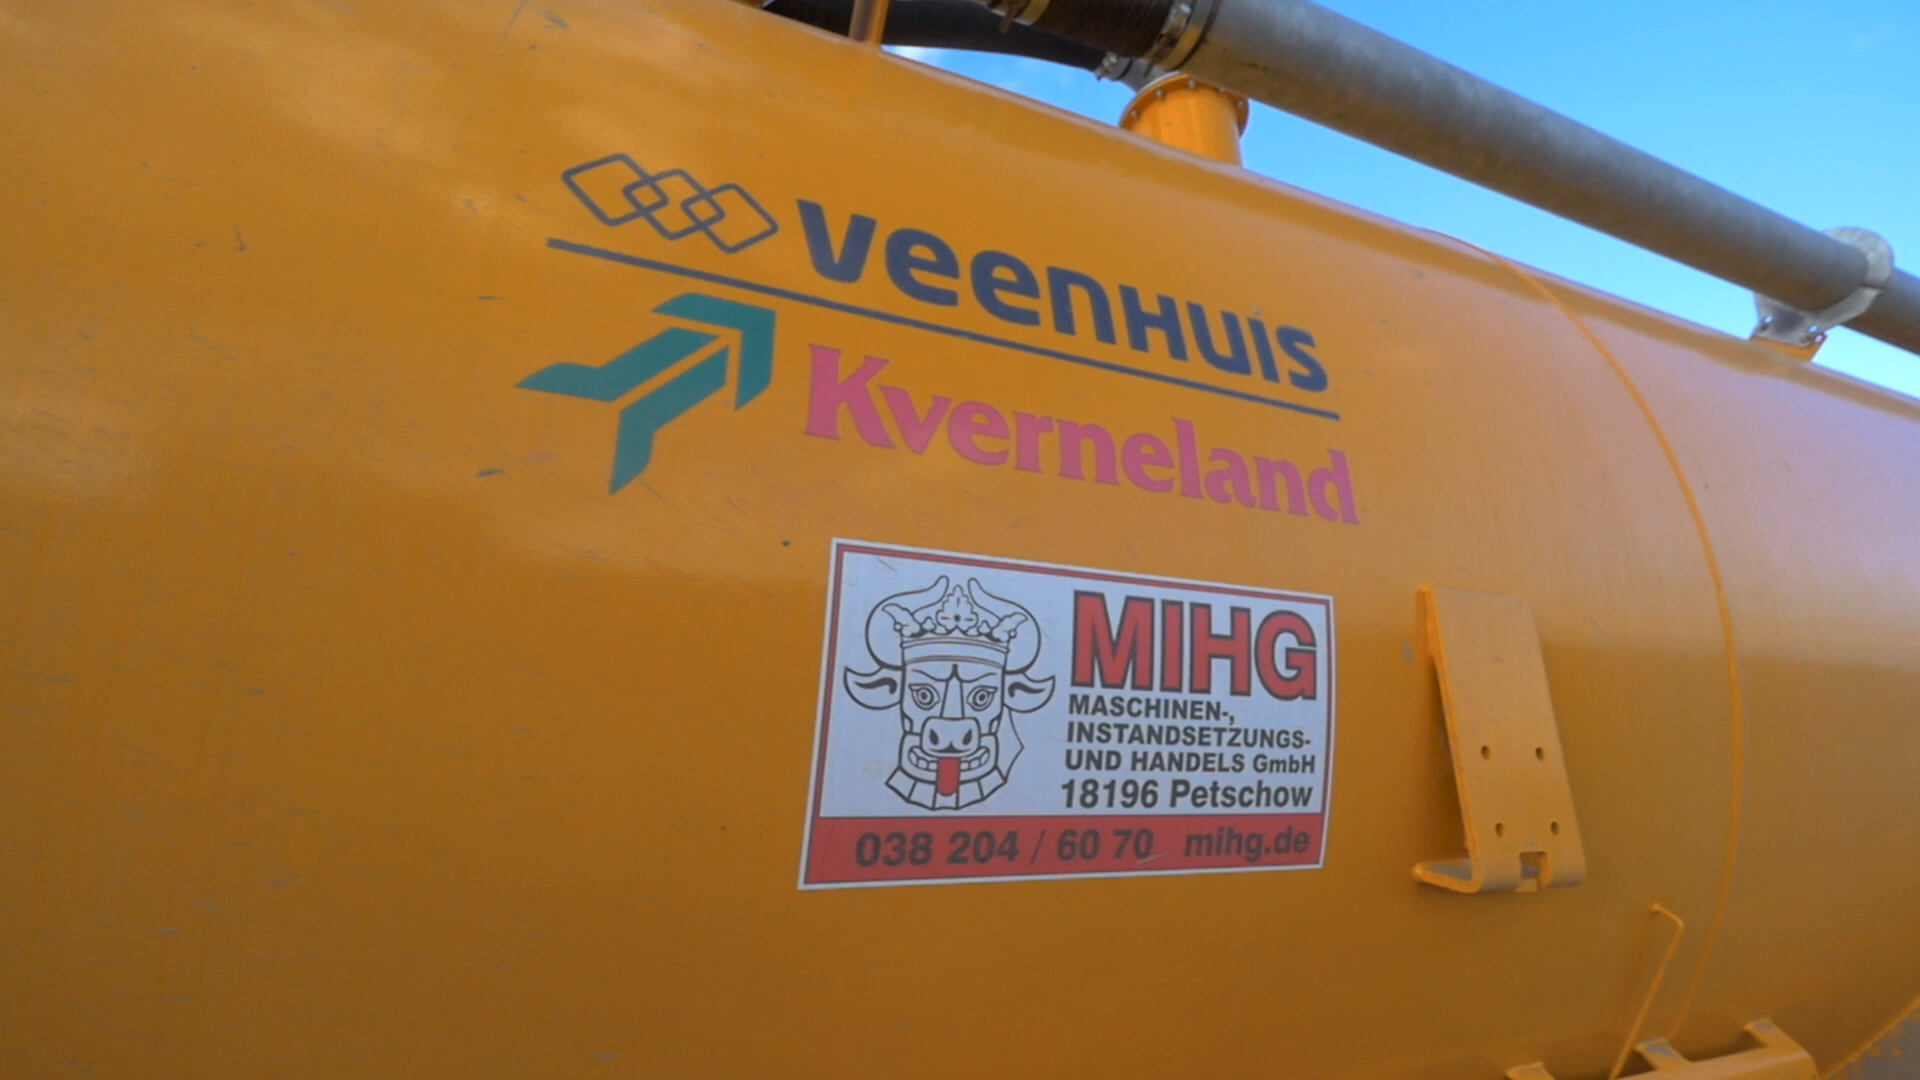 veenhuis
Kverneland
MIHG
MASCHINEN-,
INSTANDSETZUNGS-
UND HANDELS GmbH
18196 Petschow
038 204 / 60 70 mihg.de